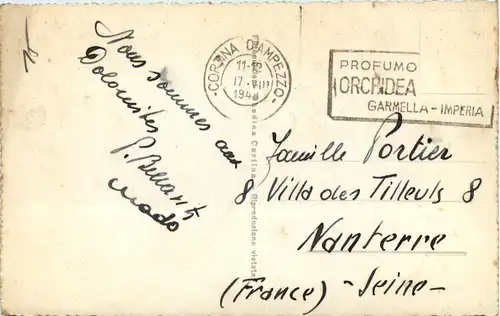 Nous sommes aux
Dolomites
CORTINA D'AMPEZZO
11-12
17.VIII
1948
PROFUMO
ORCHIDEA
GARMELLA - IMPERIA
Famille Portier
8 Villa des Tilleuls 8
Nanterre
(France) - Seine -